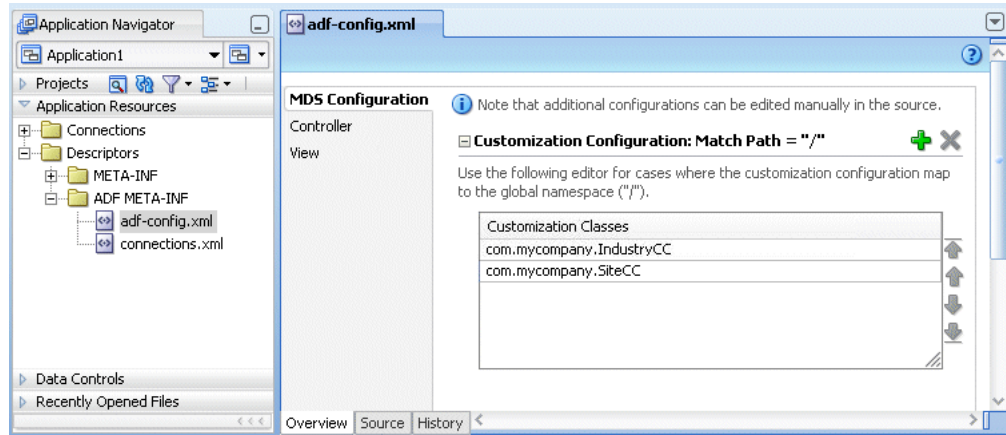 Application Navigator
Application1
Projects
Application Resources
Connections
Descriptors
META-INF
ADF META-INF
adf-config.xml
connections.xml
Data Controls
Recently Opened Files
adf-config.xml
MDS Configuration
Controller
View
Note that additional configurations can be edited manually in the source.
Customization Configuration: Match Path = "/"
Use the following editor for cases where the customization configuration map
to the global namespace ("/").
Customization Classes
com.mycompany.IndustryCC
com.mycompany.SiteCC
Overview Source History